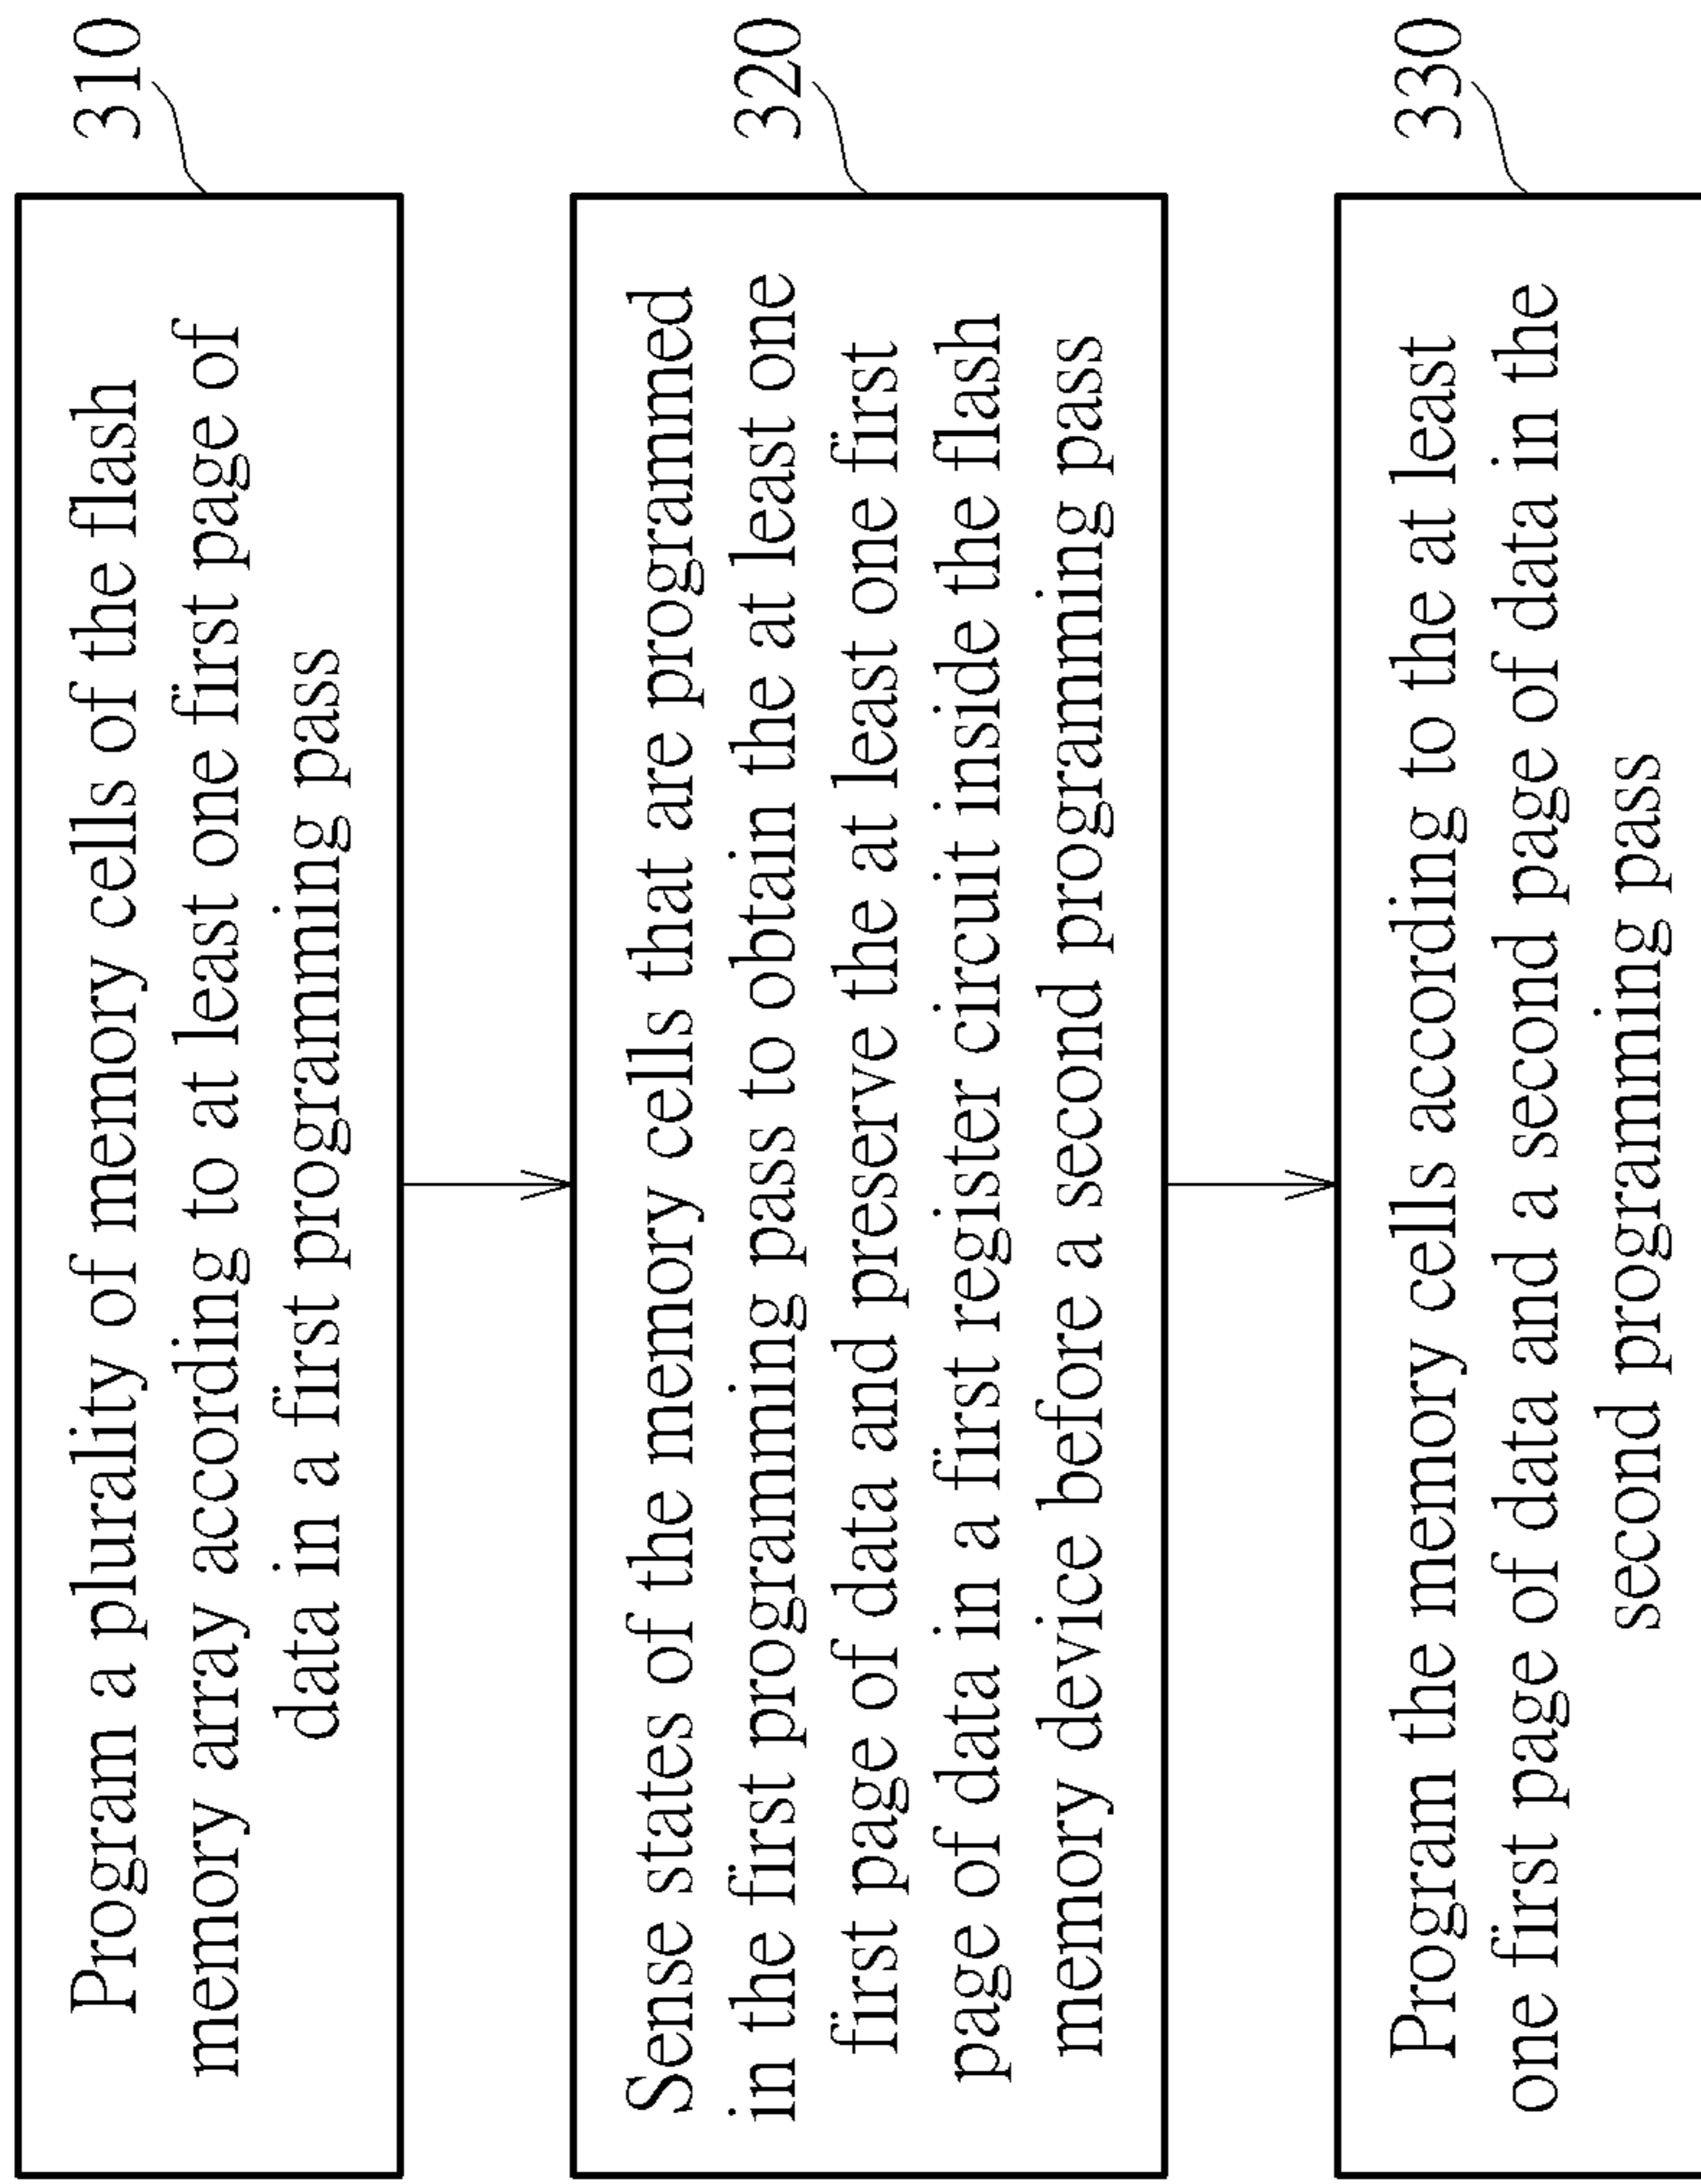 310
Program a plurality of memory cells of the flash
memory array according to at least one first page of
data in a first programming pass
320
Sense states of the memory cells that are programmed
in the first programming pass to obtain the at least one
first page of data and preserve the at least one first
page of data in a first register circuit inside the flash
memory device before a second programming pass
330
Program the memory cells according to the at least
one first page of data and a second page of data in the
second programming pass